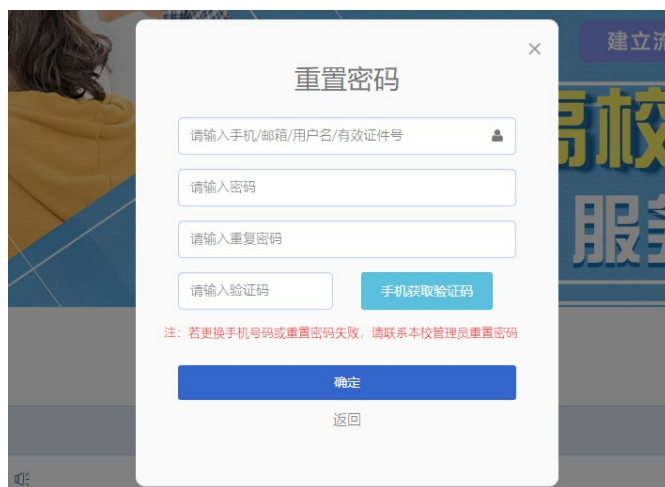 建立流
重置密码
请输入手机/邮箱/用户名/有效证件号
高校
请输入密码
服务
请输入重复密码
请输入验证码
手机获取验证码
注：若更换手机号码或重置密码失败，请联系本校管理员重置密码
确定
返回